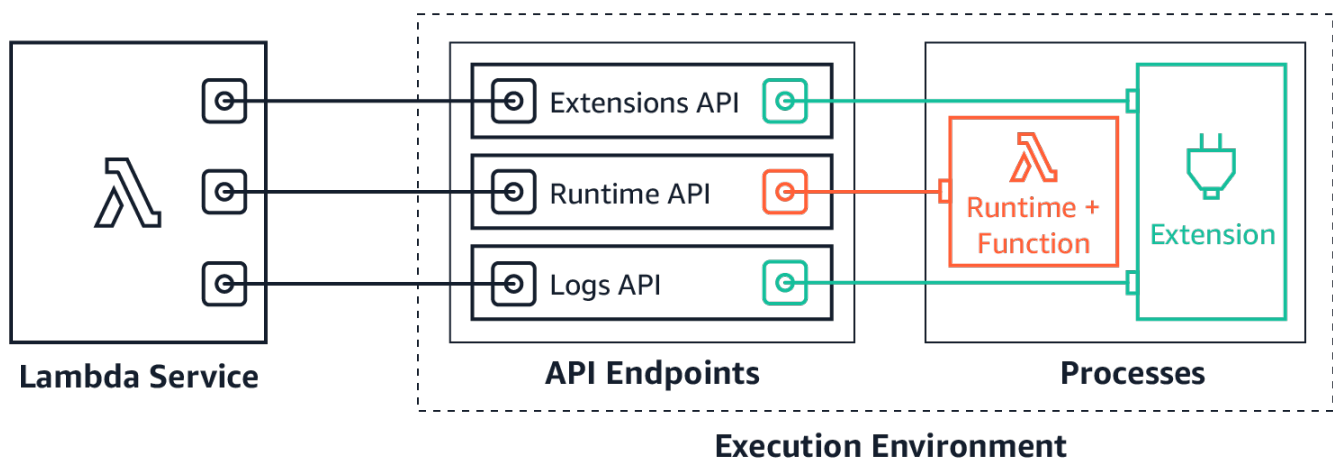 Extensions API
Runtime API
Logs API
Runtime +
Function
Extension
Lambda Service
API Endpoints
Processes
Execution Environment